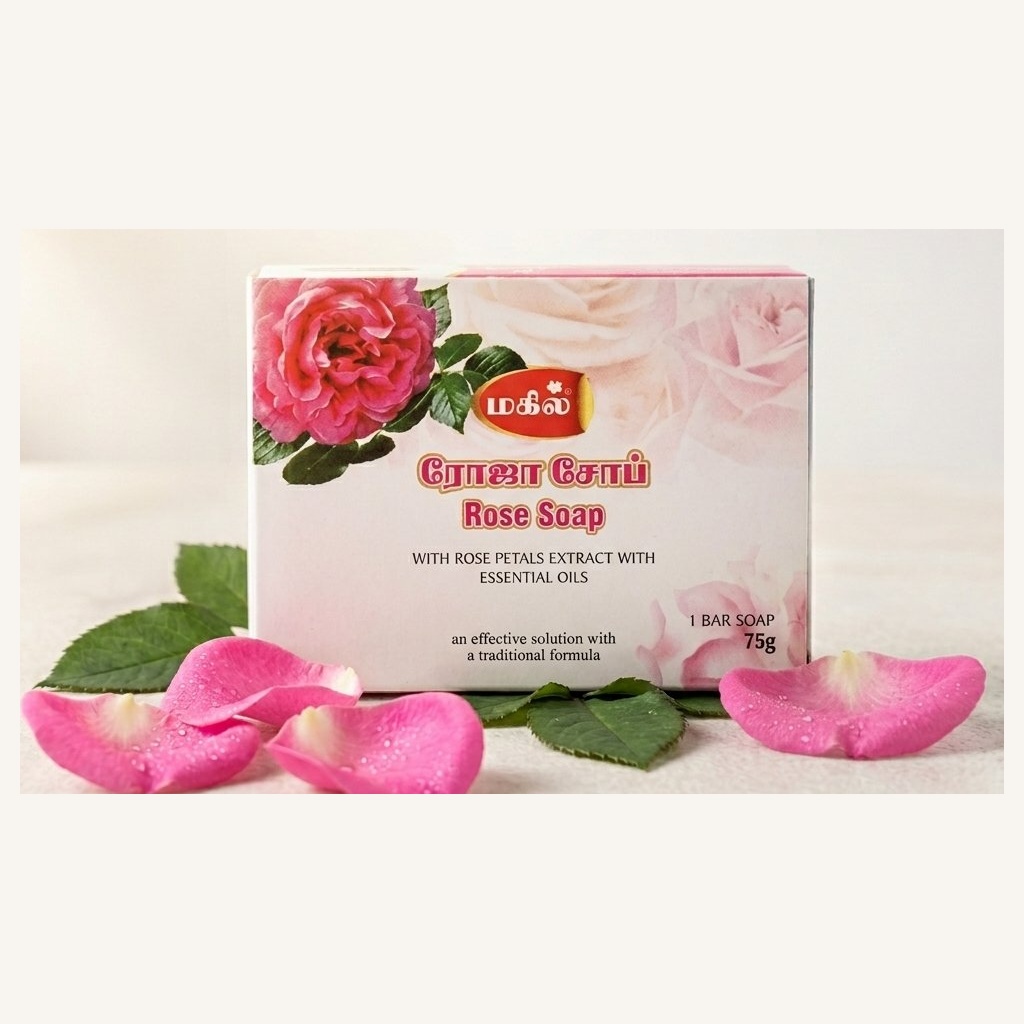 மகில்
®
ரோஜா சோப்
Rose Soap
WITH ROSE PETALS EXTRACT WITH
ESSENTIAL OILS
an effective solution with
a traditional formula
1 BAR SOAP
75g